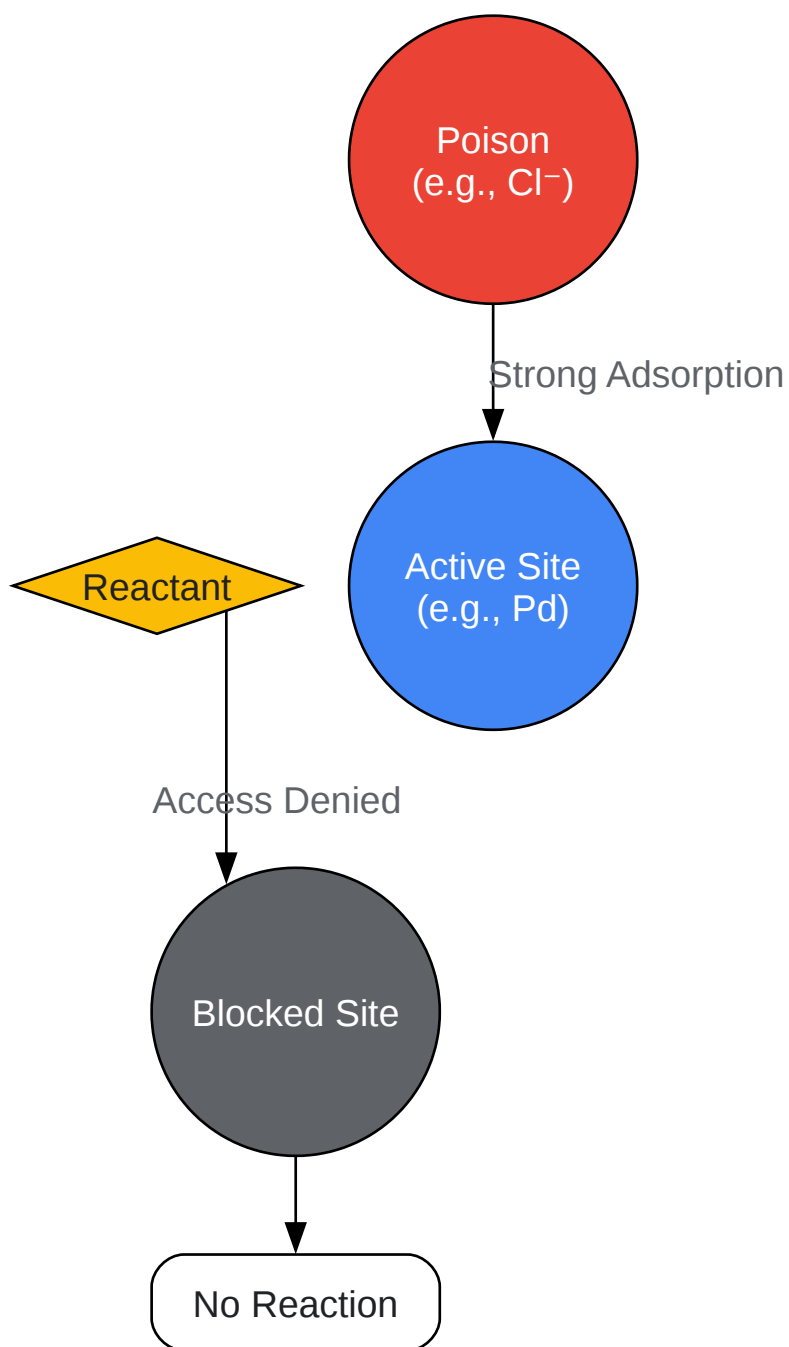 Poison
(e.g., Cl⁻)
Strong Adsorption
Active Site
(e.g., Pd)
Reactant
Access Denied
Blocked Site
No Reaction